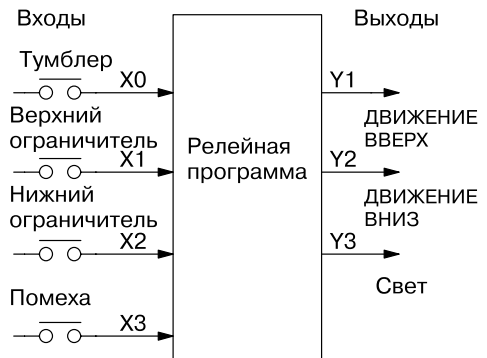 Входы
Выходы
Тумблер
X0
Y1
Верхний
ограничитель
X1
ДВИЖЕНИЕ
ВВЕРХ
Релейная
программа
Y2
Нижний
ограничитель
X2
ДВИЖЕНИЕ
ВНИЗ
Y3
Свет
Помеха
X3